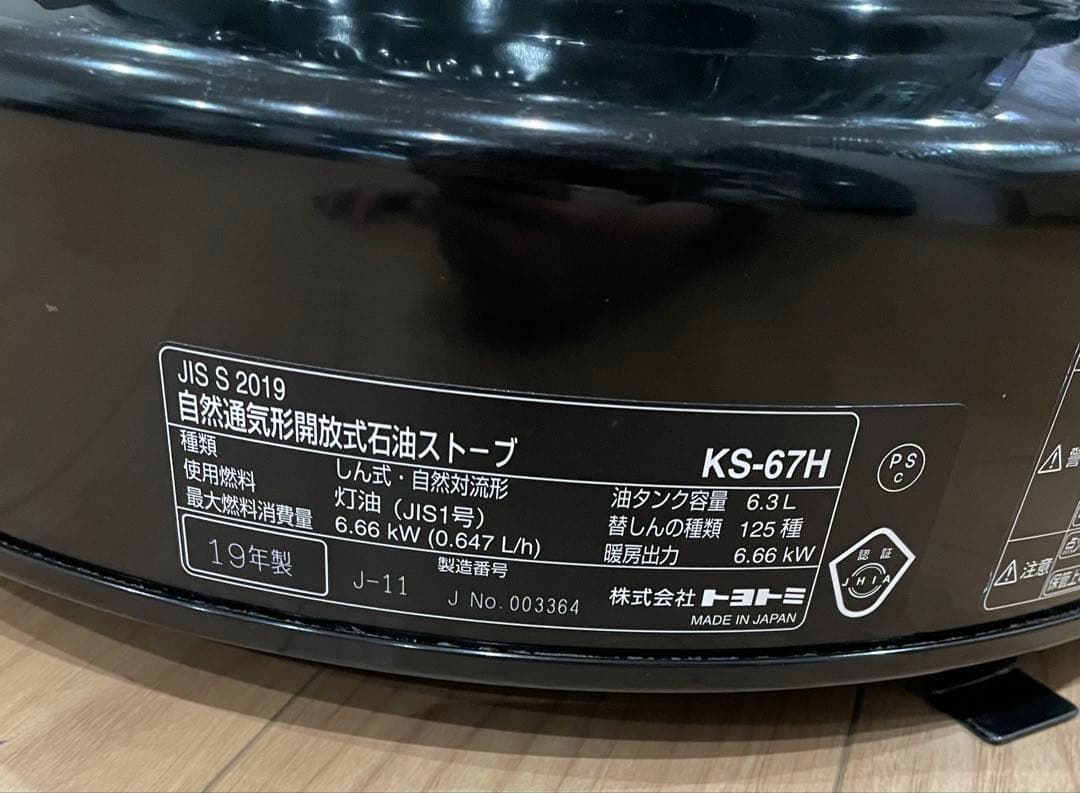 JIS S 2019
自然通気形開放式石油ストーブ
KS-67H
種類 しん式・自然対流形
使用燃料 灯油（JIS1号）
最大燃料消費量 6.66 kW (0.647 L/h)
油タンク容量 6.3 L
替しんの種類 125 種
暖房出力 6.66 kW
19年製
J-11
製造番号
J No. 003364
株式会社 トヨトミ
MADE IN JAPAN
PS
C
認証
JHIA
注意